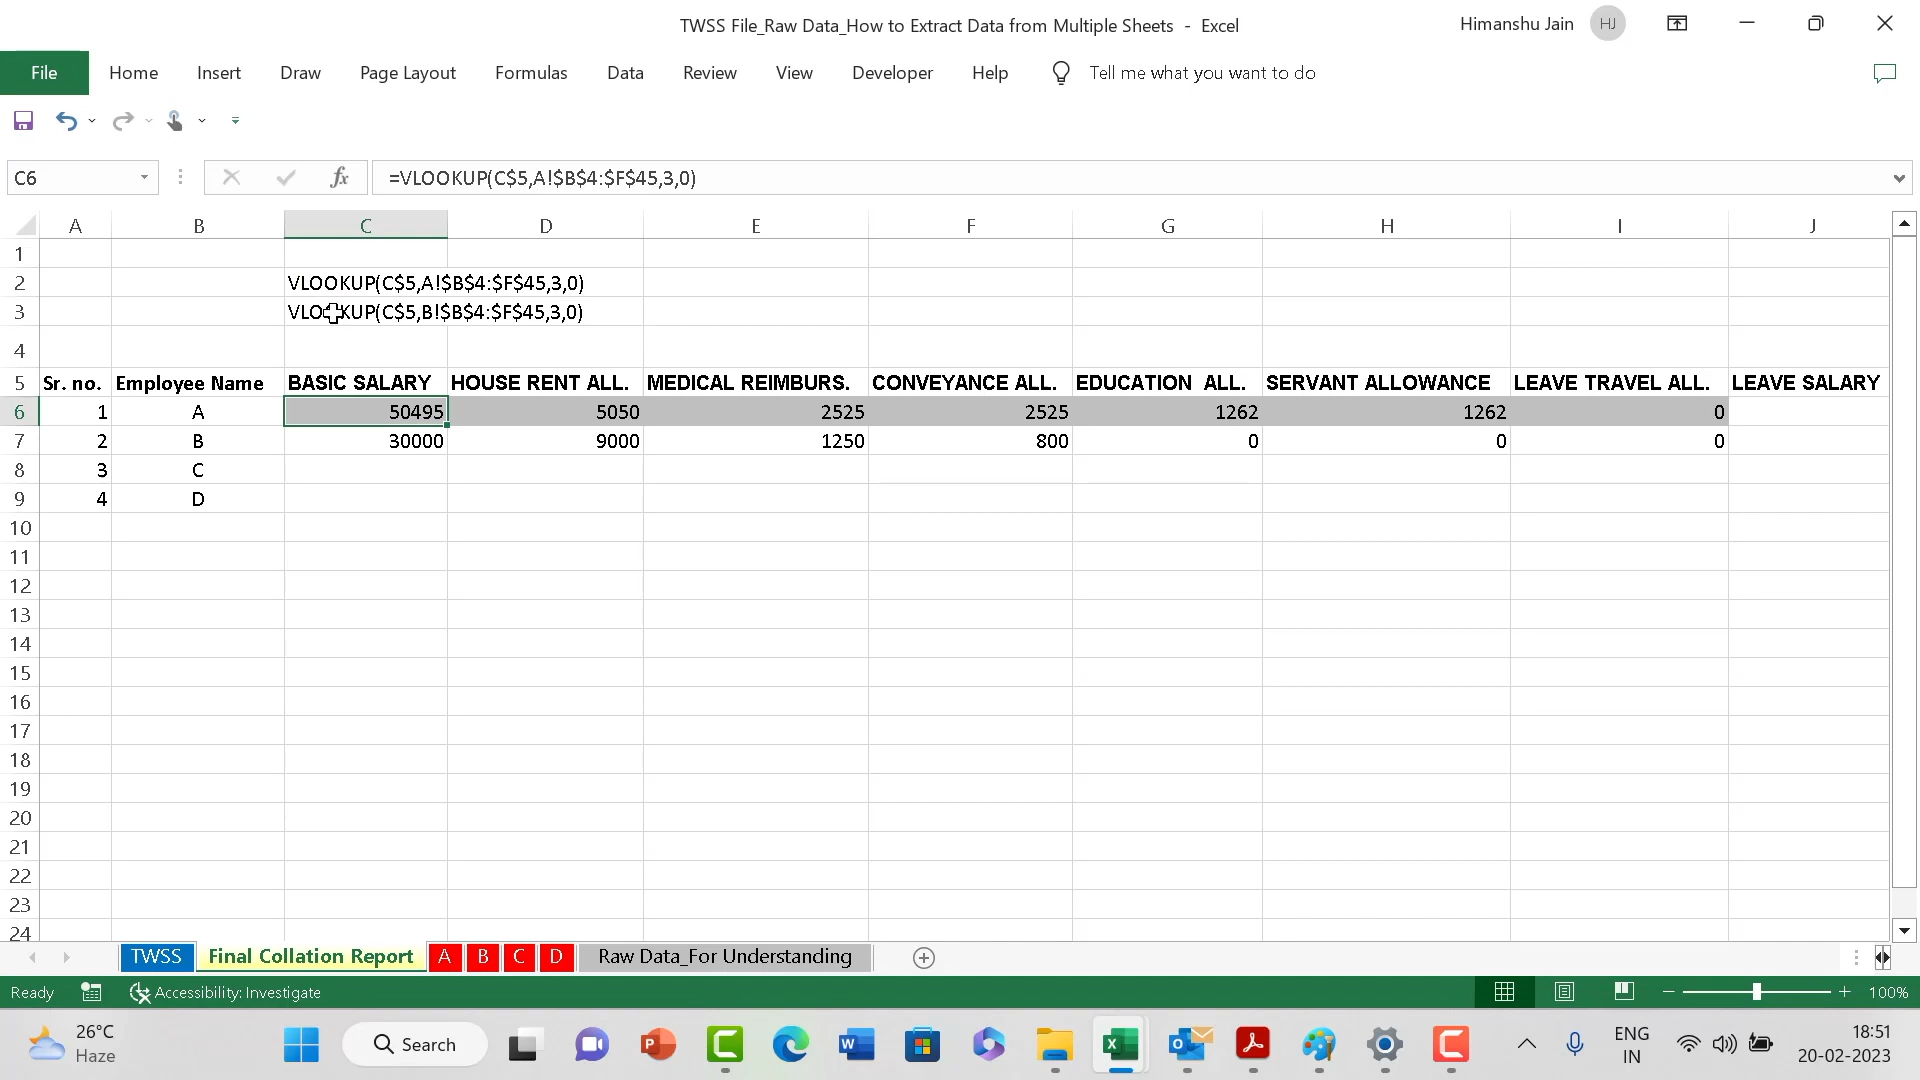 TWSS File_Raw Data_How to Extract Data from Multiple Sheets - Excel
Himanshu Jain HJ
File Home Insert Draw Page Layout Formulas Data Review View Developer Help Tell me what you want to do
C6 fx =VLOOKUP(C$5,A!$B$4:$F$45,3,0)
A B C D E F G H I J
1
2 VLOOKUP(C$5,A!$B$4:$F$45,3,0)
3 VLOOKUP(C$5,B!$B$4:$F$45,3,0)
4
5 Sr. no. Employee Name BASIC SALARY HOUSE RENT ALL. MEDICAL REIMBURS. CONVEYANCE ALL. EDUCATION ALL. SERVANT ALLOWANCE LEAVE TRAVEL ALL. LEAVE SALARY
6 1 A 50495 5050 2525 2525 1262 1262 0
7 2 B 30000 9000 1250 800 0 0 0
8 3 C
9 4 D
10
11
12
13
14
15
16
17
18
19
20
21
22
23
24
TWSS Final Collation Report A B C D Raw Data_For Understanding
Ready Accessibility: Investigate 100%
26°C
Haze
Search
ENG
IN
18:51
20-02-2023